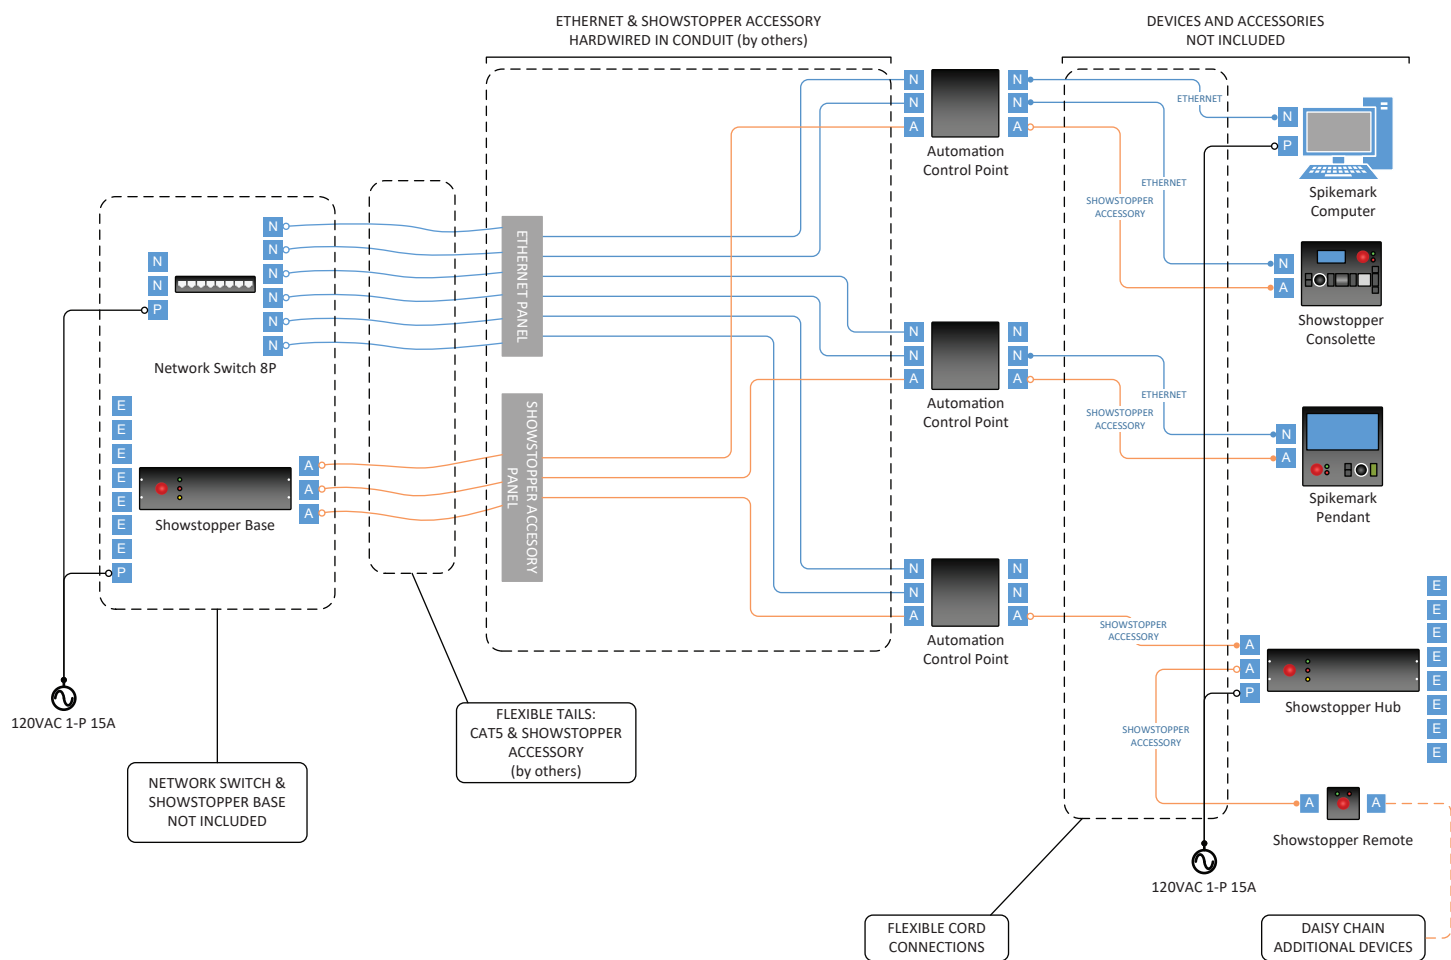 ETHERNET & SHOWSTOPPER ACCESSORY
HARDWIRED IN CONDUIT (by others)
DEVICES AND ACCESSORIES
NOT INCLUDED
N
N
A
Automation
Control Point
N
N
A
ETHERNET
ETHERNET
SHOWSTOPPER
ACCESSORY
N
P
Spikemark
Computer
N
A
Showstopper
Consolette
N
N
P
N
N
N
N
N
N
Network Switch 8P
ETHERNET PANEL
N
N
A
Automation
Control Point
N
N
A
ETHERNET
SHOWSTOPPER
ACCESSORY
N
A
Spikemark
Pendant
E
E
E
E
E
E
E
P
A
A
A
Showstopper Base
SHOWSTOPPER ACCESORY
PANEL
N
N
A
Automation
Control Point
N
N
A
SHOWSTOPPER
ACCESSORY
A
A
P
Showstopper Hub
E
E
E
E
E
E
E
E
SHOWSTOPPER
ACCESSORY
A
A
Showstopper Remote
120VAC 1-P 15A
120VAC 1-P 15A
NETWORK SWITCH &
SHOWSTOPPER BASE
NOT INCLUDED
FLEXIBLE TAILS:
CAT5 & SHOWSTOPPER
ACCESSORY
(by others)
FLEXIBLE CORD
CONNECTIONS
DAISY CHAIN
ADDITIONAL DEVICES